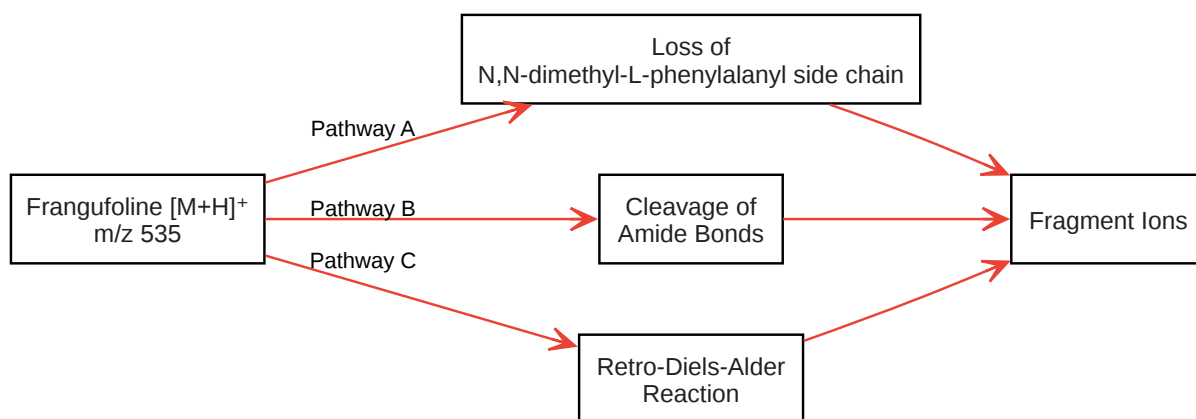 Loss of
N,N-dimethyl-L-phenylalanyl side chain
Pathway A
Frangufoline [M+H]⁺
m/z 535
Pathway B
Cleavage of
Amide Bonds
Fragment Ions
Pathway C
Retro-Diels-Alder
Reaction